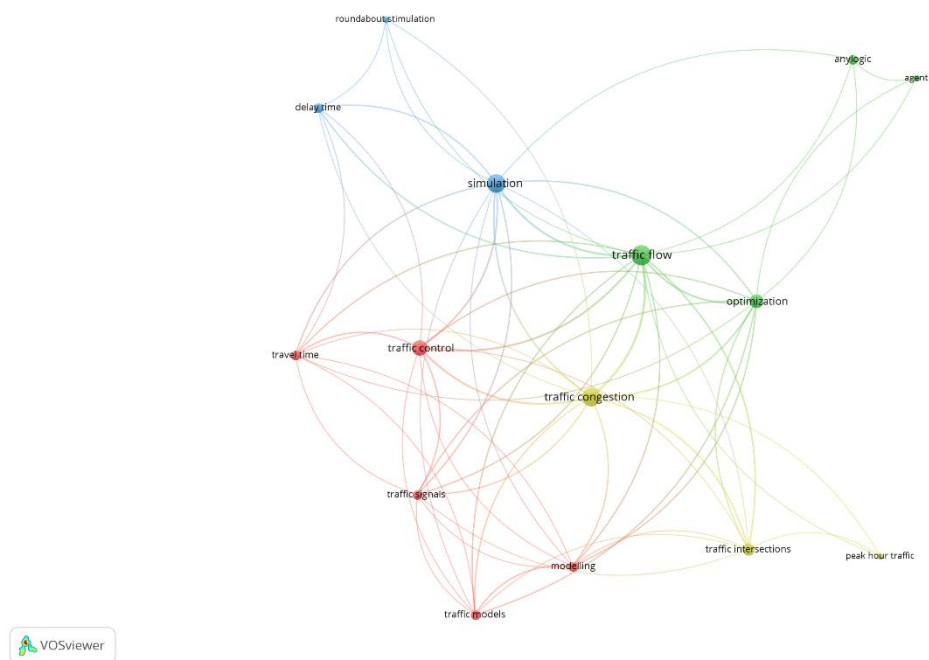 roundabout stimulation
anylogic
agent
delay time
simulation
traffic flow
optimization
traffic control
travel time
traffic congestion
traffic signals
traffic intersections
peak hour traffic
modelling
traffic models
VOSviewer